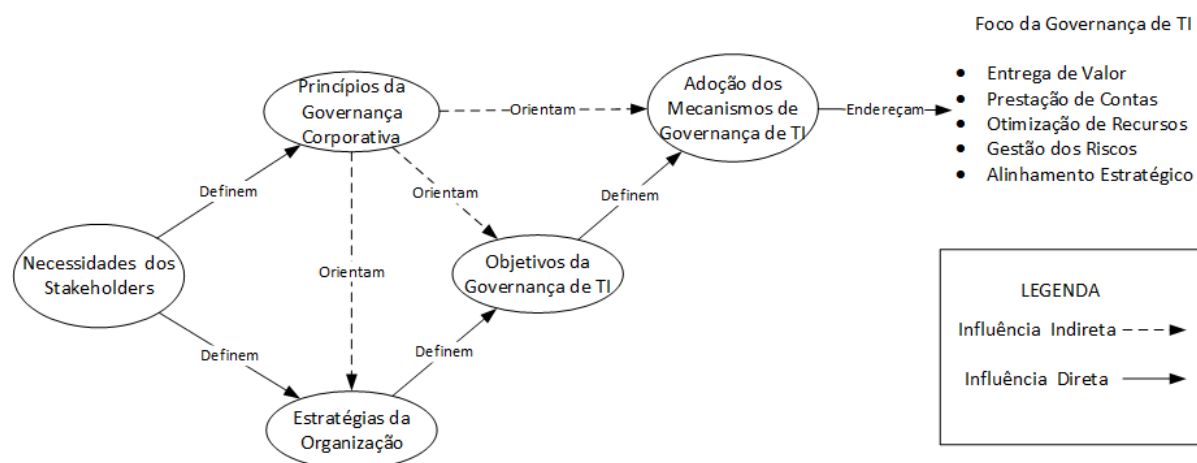 Foco da Governança de TI
Princípios da
Governança
Corporativa
Orientam
Adoção dos
Mecanismos de
Governança de TI
Endereçam
• Entrega de Valor
• Prestação de Contas
• Otimização de Recursos
• Gestão dos Riscos
• Alinhamento Estratégico
Definem
Orientam
Definem
Necessidades dos
Stakeholders
Orientam
Objetivos da
Governança de TI
Definem
Definem
Estratégias da
Organização
LEGENDA
Influência Indireta
Influência Direta